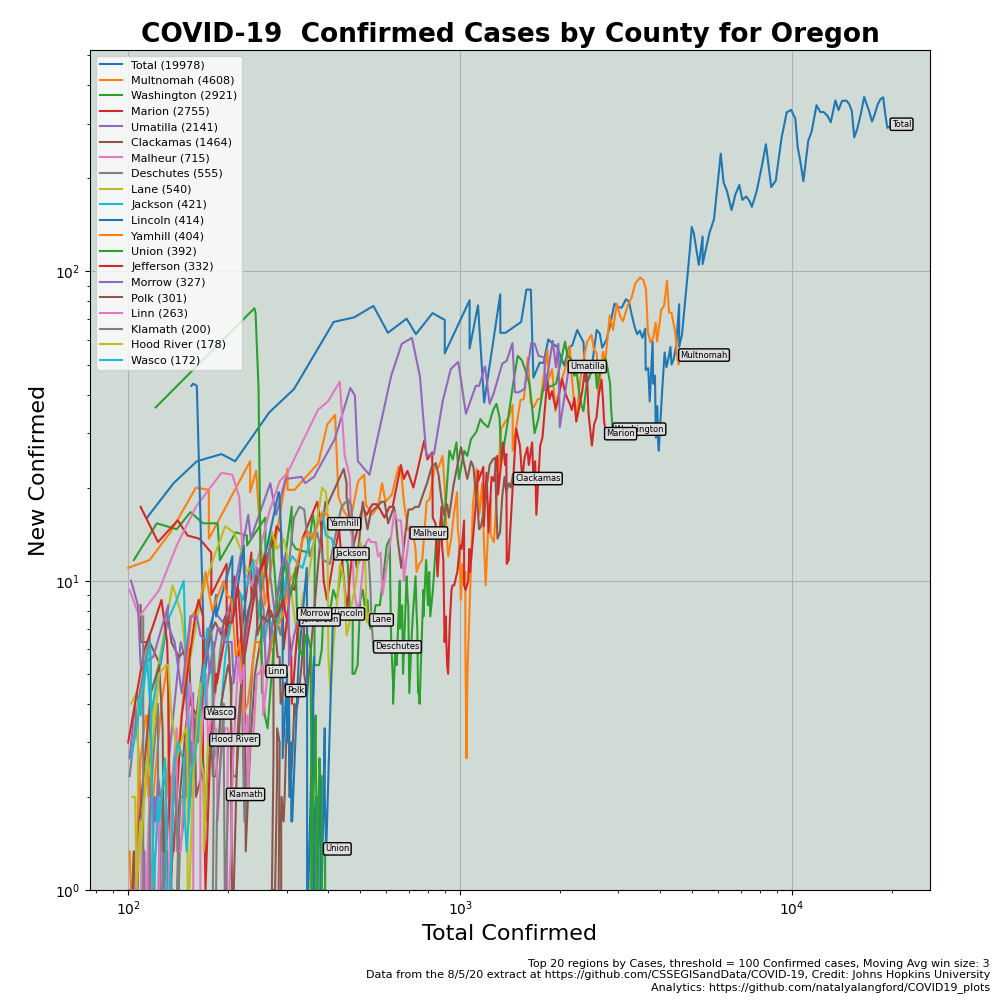 COVID-19  Confirmed Cases by County for Oregon
Total (19978)
Multnomah (4608)
Washington (2921)
Marion (2755)
Umatilla (2141)
Clackamas (1464)
Malheur (715)
Deschutes (555)
Lane (540)
Jackson (421)
Lincoln (414)
Yamhill (404)
Union (392)
Jefferson (332)
Morrow (327)
Polk (301)
Linn (263)
Klamath (200)
Hood River (178)
Wasco (172)
Total
Multnomah
Umatilla
Washington
Marion
Clackamas
Yamhill
Malheur
Jackson
Morrow
Lincoln
Jefferson
Lane
Deschutes
Linn
Polk
Wasco
Hood River
Klamath
Union
New Confirmed
10²
10¹
10⁰
10²
10³
10⁴
Total Confirmed
Top 20 regions by Cases, threshold = 100 Confirmed cases, Moving Avg win size: 3
Data from the 8/5/20 extract at https://github.com/CSSEGISandData/COVID-19, Credit: Johns Hopkins University
Analytics: https://github.com/natalyalangford/COVID19_plots